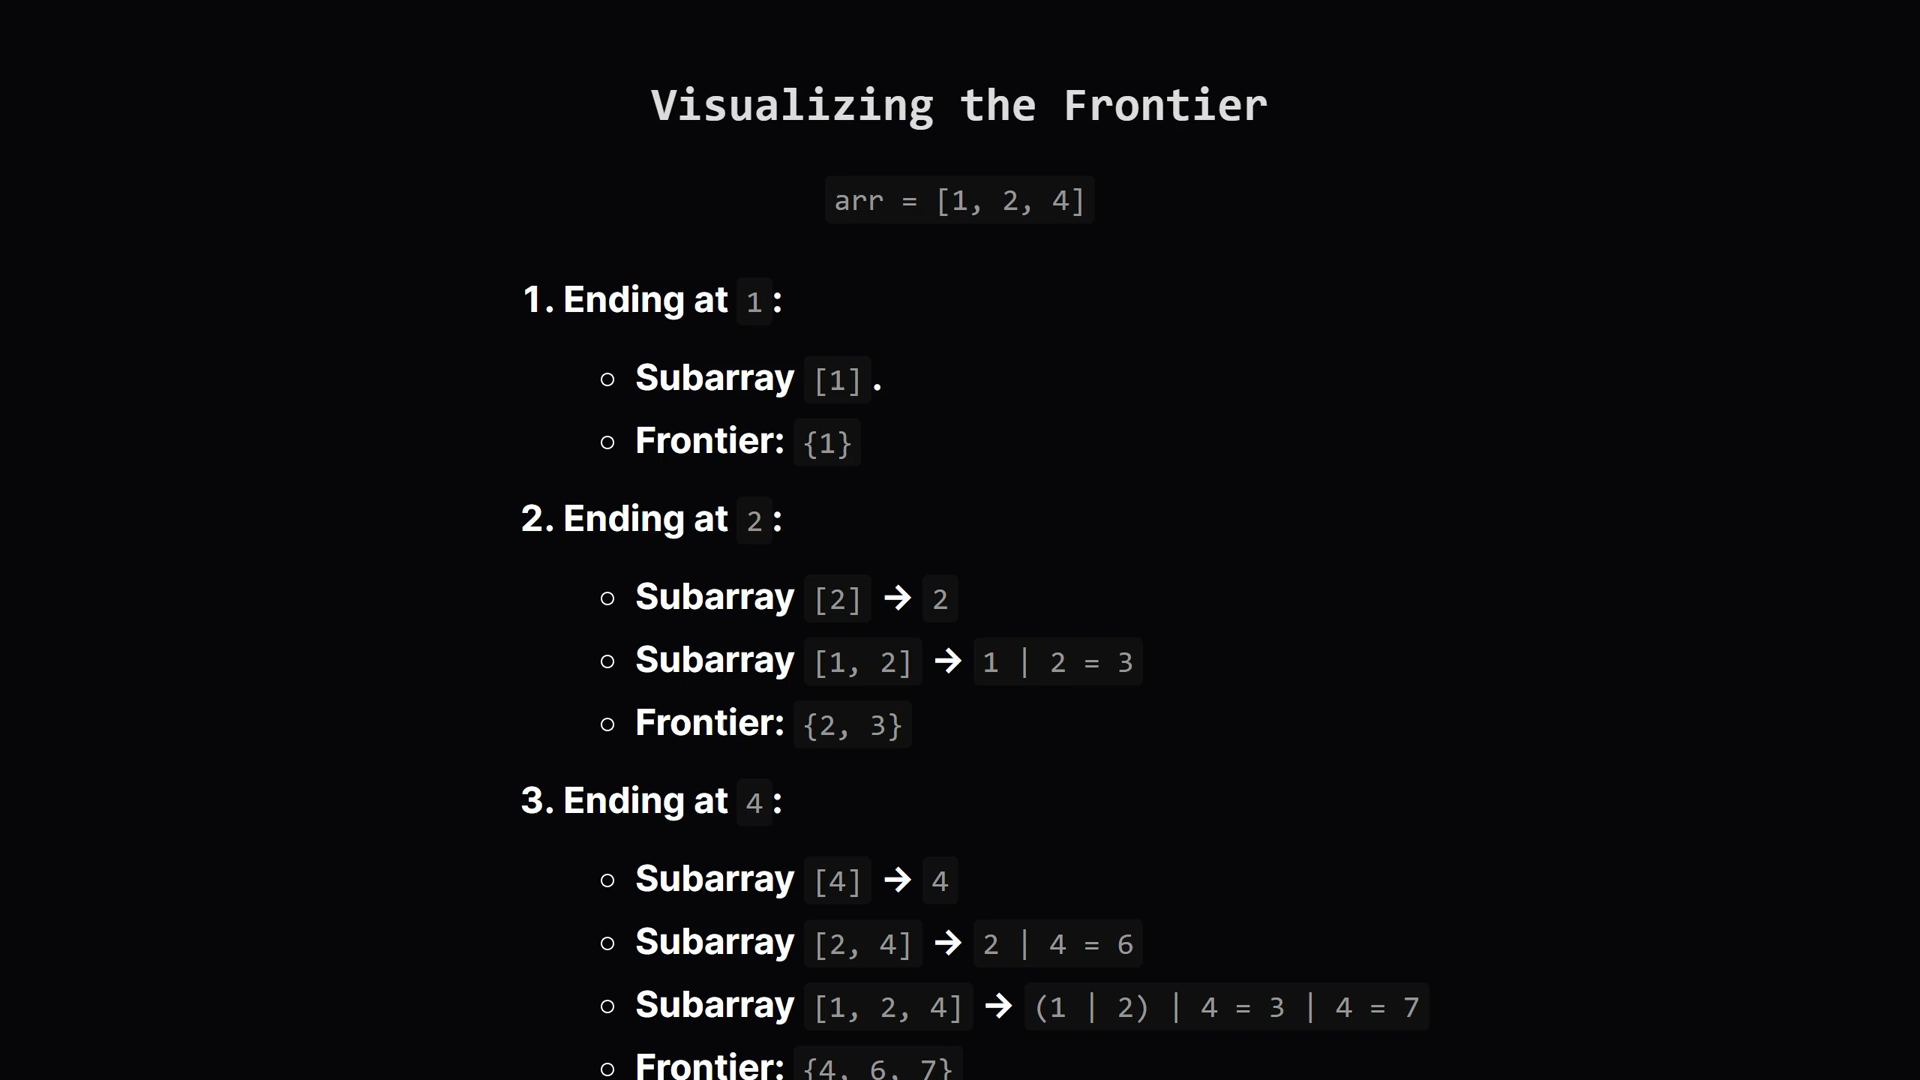 Visualizing the Frontier
arr = [1, 2, 4]
1. Ending at 1:
Subarray [1].
Frontier: {1}
2. Ending at 2:
Subarray [2] → 2
Subarray [1, 2] → 1 | 2 = 3
Frontier: {2, 3}
3. Ending at 4:
Subarray [4] → 4
Subarray [2, 4] → 2 | 4 = 6
Subarray [1, 2, 4] → (1 | 2) | 4 = 3 | 4 = 7
Frontier: {4, 6, 7}